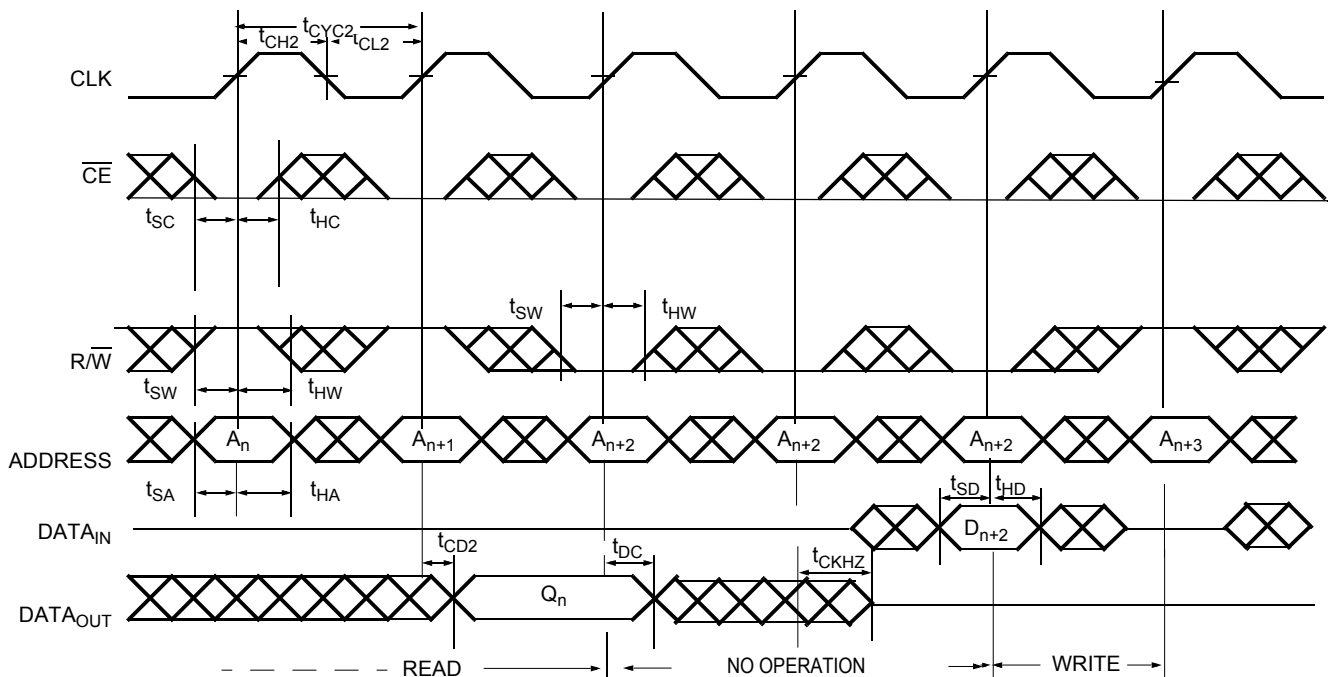 tCYC2
tCH2 tCL2
CLK
CE
tSC tHC
tSW tHW
R/W
tSW tHW
An An+1 An+2 An+2 An+2 An+3
ADDRESS
tSA tHA tSD tHD
DATAIN Dn+2
tCD2 tDC tCKHZ
Qn
DATAOUT
READ NO OPERATION WRITE